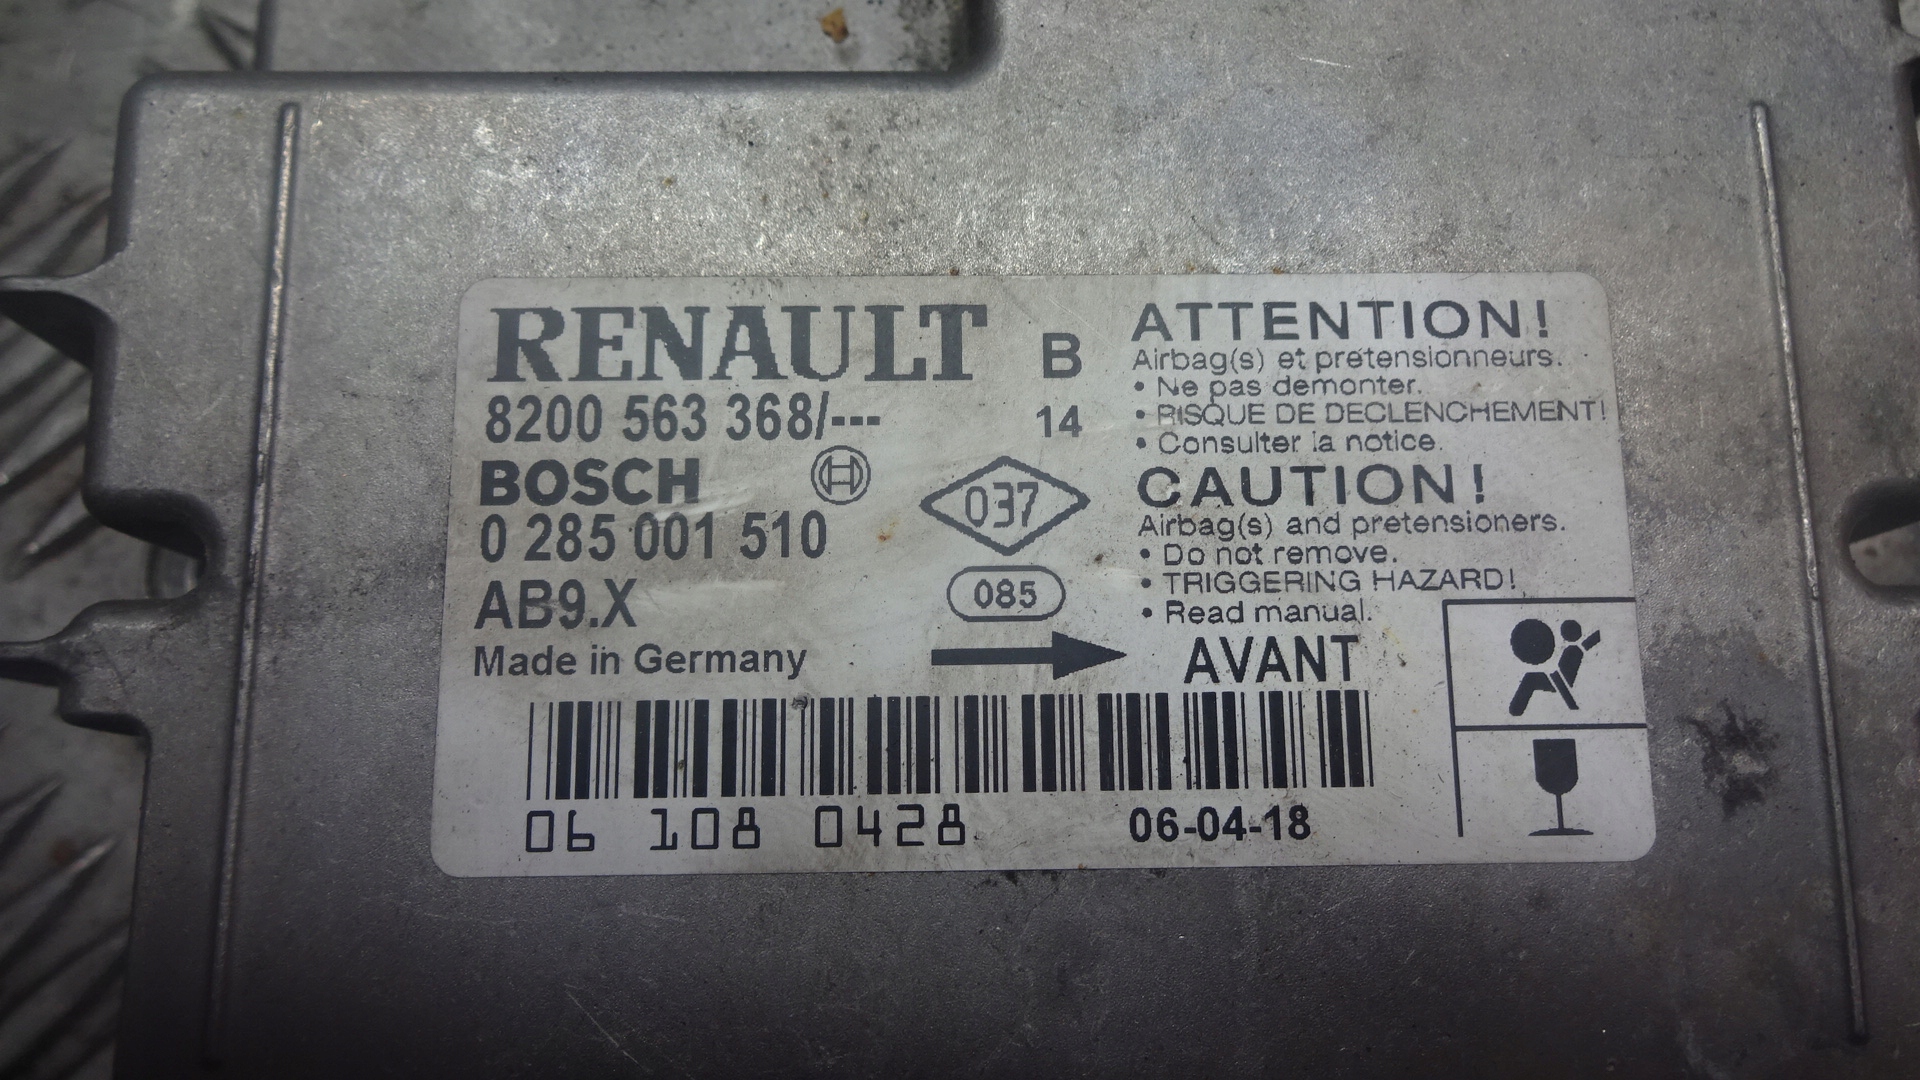 RENAULT
B
8200 563 368/---
14
BOSCH
0 285 001 510
037
AB9.X
085
Made in Germany
ATTENTION!
Airbag(s) et pretensionneurs.
• Ne pas demonter.
• RISQUE DE DECLENCHEMENT!
• Consulter la notice.
CAUTION!
Airbag(s) and pretensioners.
• Do not remove.
• TRIGGERING HAZARD!
• Read manual.
AVANT
06 108 0428
06-04-18